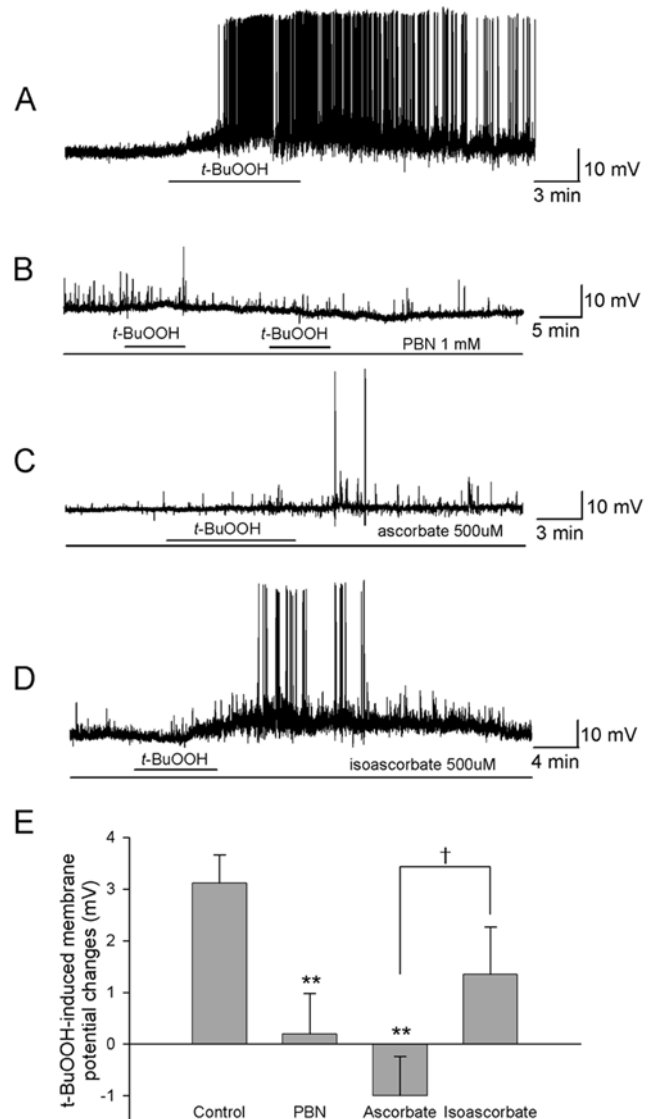 A
t-BuOOH
10 mV
3 min
B
10 mV
5 min
t-BuOOH
t-BuOOH
PBN 1 mM
C
10 mV
3 min
t-BuOOH
ascorbate 500uM
D
10 mV
4 min
t-BuOOH
isoascorbate 500uM
E
t-BuOOH-induced membrane
potential changes (mV)
4
3
2
1
0
-1
**
**
†
Control PBN Ascorbate Isoascorbate